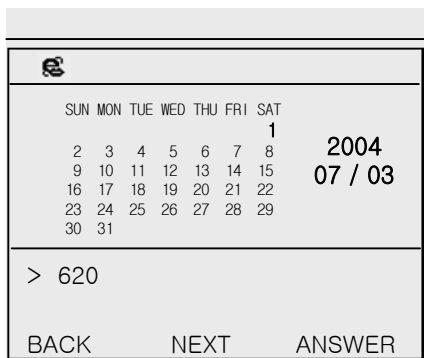 SUN MON TUE WED THU FRI SAT
1
2 3 4 5 6 7 8
9 10 11 12 13 14 15
16 17 18 19 20 21 22
23 24 25 26 27 28 29
30 31
2004
07 / 03
> 620
BACK NEXT ANSWER